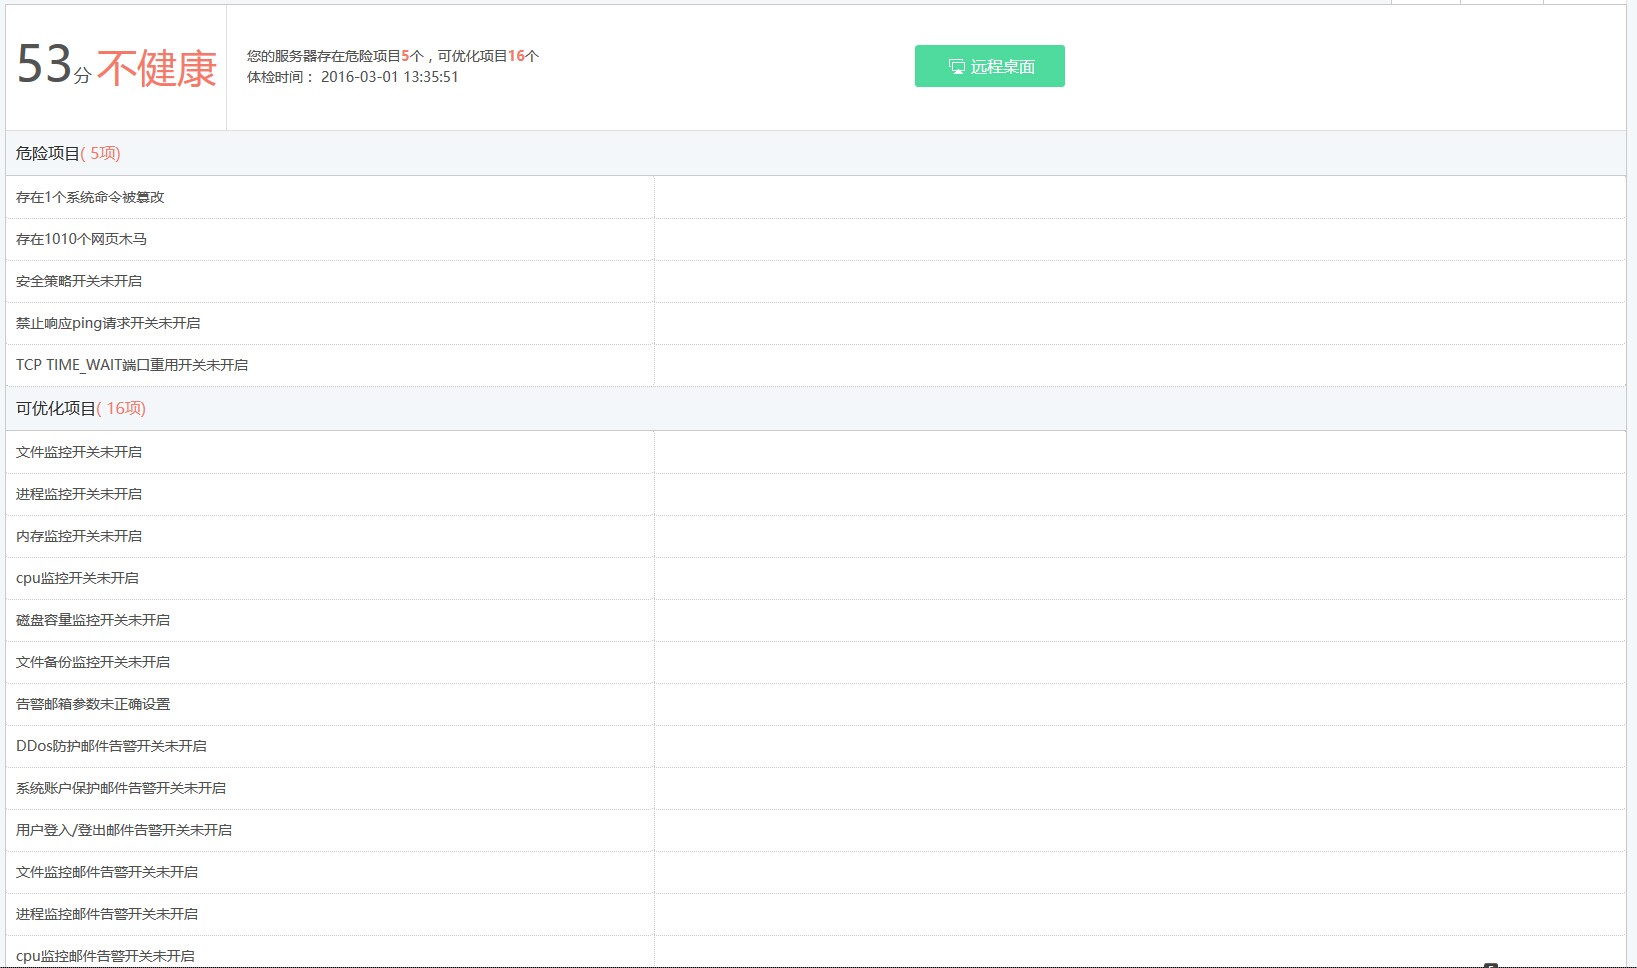 53分 不健康
您的服务器存在危险项目5个，可优化项目16个
体检时间： 2016-03-01 13:35:51
远程桌面
危险项目( 5项)
存在1个系统命令被篡改
存在1010个网页木马
安全策略开关未开启
禁止响应ping请求开关未开启
TCP TIME_WAIT端口重用开关未开启
可优化项目( 16项)
文件监控开关未开启
进程监控开关未开启
内存监控开关未开启
cpu监控开关未开启
磁盘容量监控开关未开启
文件备份监控开关未开启
告警邮箱参数未正确设置
DDos防护邮件告警开关未开启
系统账户保护邮件告警开关未开启
用户登入/登出邮件告警开关未开启
文件监控邮件告警开关未开启
进程监控邮件告警开关未开启
cpu监控邮件告警开关未开启